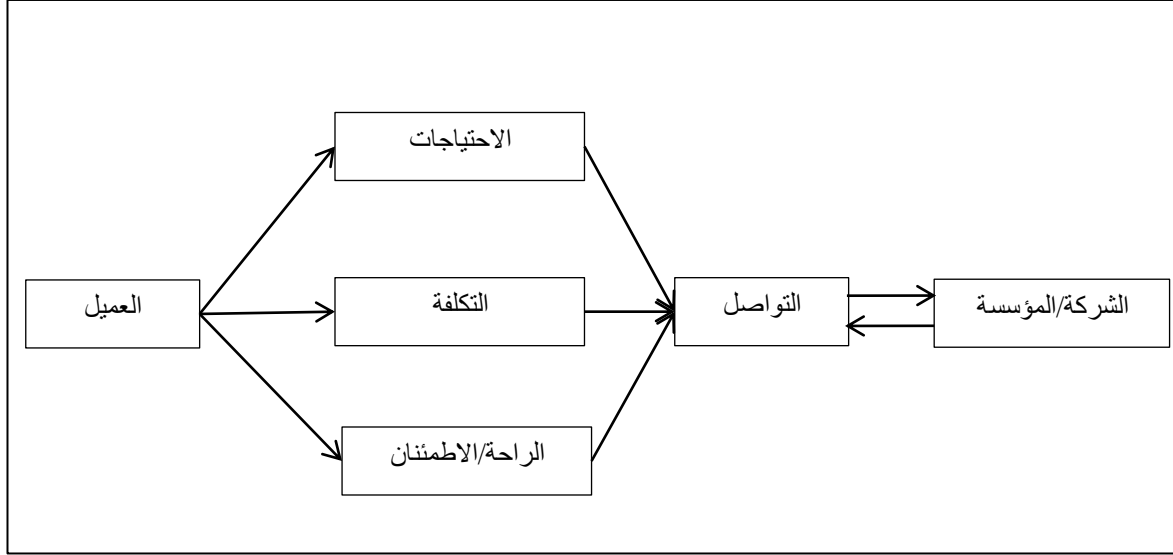 الاحتياجات
العميل
التكلفة
التواصل
الشركة/المؤسسة
الراحة/الاطمئنان